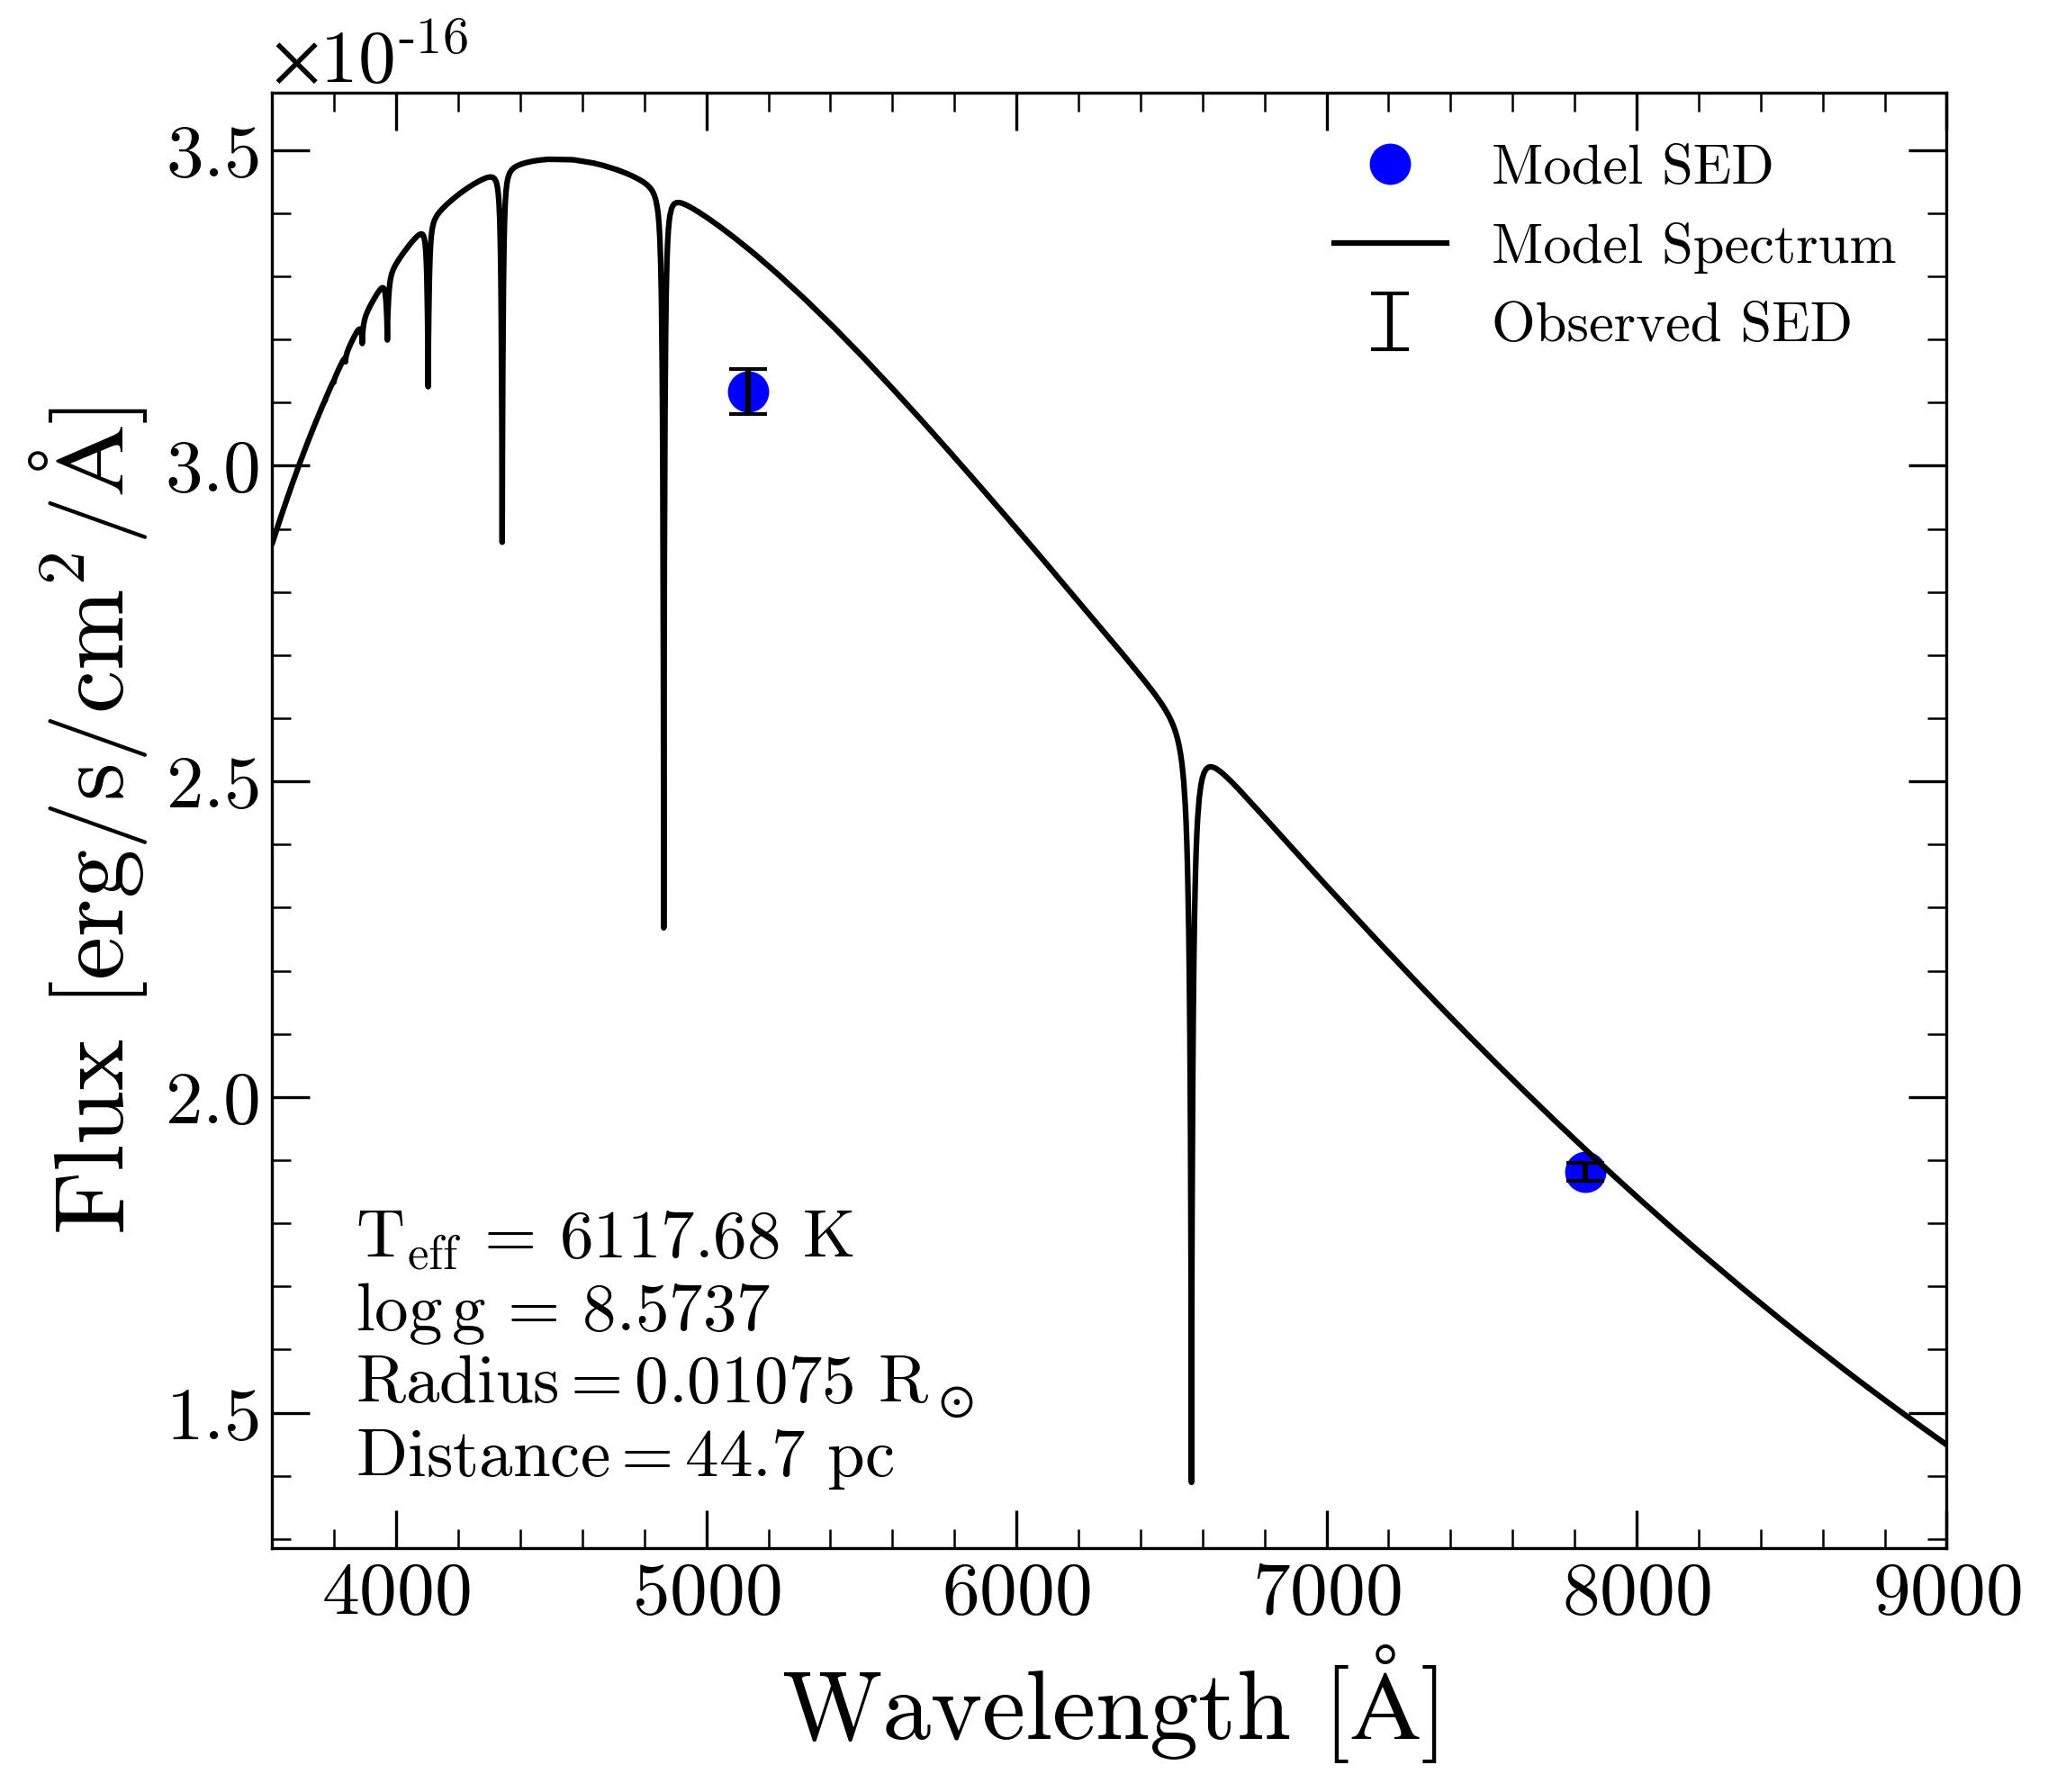 ×10-16
3.5
3.0
2.5
2.0
1.5
Flux [erg/s/cm2/Å]
Model SED
Model Spectrum
Observed SED
Teff = 6117.68 K
log g = 8.5737
Radius = 0.01075 R⊙
Distance = 44.7 pc
4000 5000 6000 7000 8000 9000
Wavelength [Å]